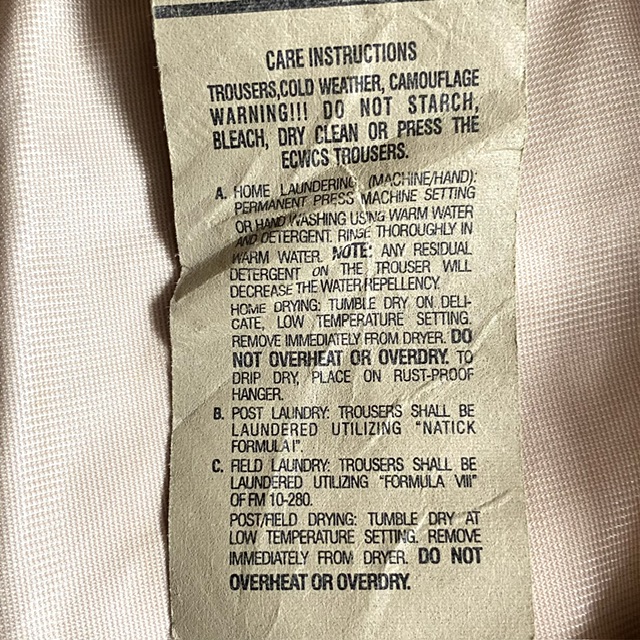 CARE INSTRUCTIONS
TROUSERS,COLD WEATHER, CAMOUFLAGE
WARNING!!! DO NOT STARCH,
BLEACH, DRY CLEAN OR PRESS THE
ECWCS TROUSERS.
A. HOME LAUNDERING (MACHINE/HAND):
PERMANENT PRESS MACHINE SETTING
OR HAND WASHING USING WARM WATER
AND DETERGENT. RINSE THOROUGHLY IN
WARM WATER. NOTE: ANY RESIDUAL
DETERGENT ON THE TROUSER WILL
DECREASE THE WATER REPELLENCY.
HOME DRYING: TUMBLE DRY ON DELI-
CATE, LOW TEMPERATURE SETTING.
REMOVE IMMEDIATELY FROM DRYER. DO
NOT OVERHEAT OR OVERDRY. TO
DRIP DRY, PLACE ON RUST-PROOF
HANGER.
B. POST LAUNDRY: TROUSERS SHALL BE
LAUNDERED UTILIZING "NATICK
FORMULA I".
C. FIELD LAUNDRY: TROUSERS SHALL BE
LAUNDERED UTILIZING "FORMULA VIII"
OF FM 10-280.
POST/FIELD DRYING: TUMBLE DRY AT
LOW TEMPERATURE SETTING. REMOVE
IMMEDIATELY FROM DRYER. DO NOT
OVERHEAT OR OVERDRY.